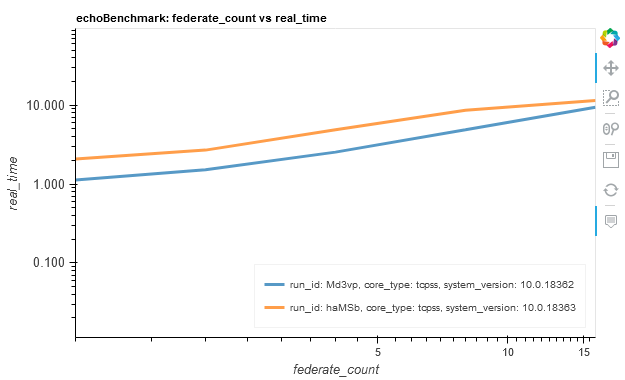 echoBenchmark: federate_count vs real_time
10.000
1.000
0.100
real_time
run_id: Md3vp, core_type: tcpss, system_version: 10.0.18362
run_id: haMSb, core_type: tcpss, system_version: 10.0.18363
5
10
15
federate_count